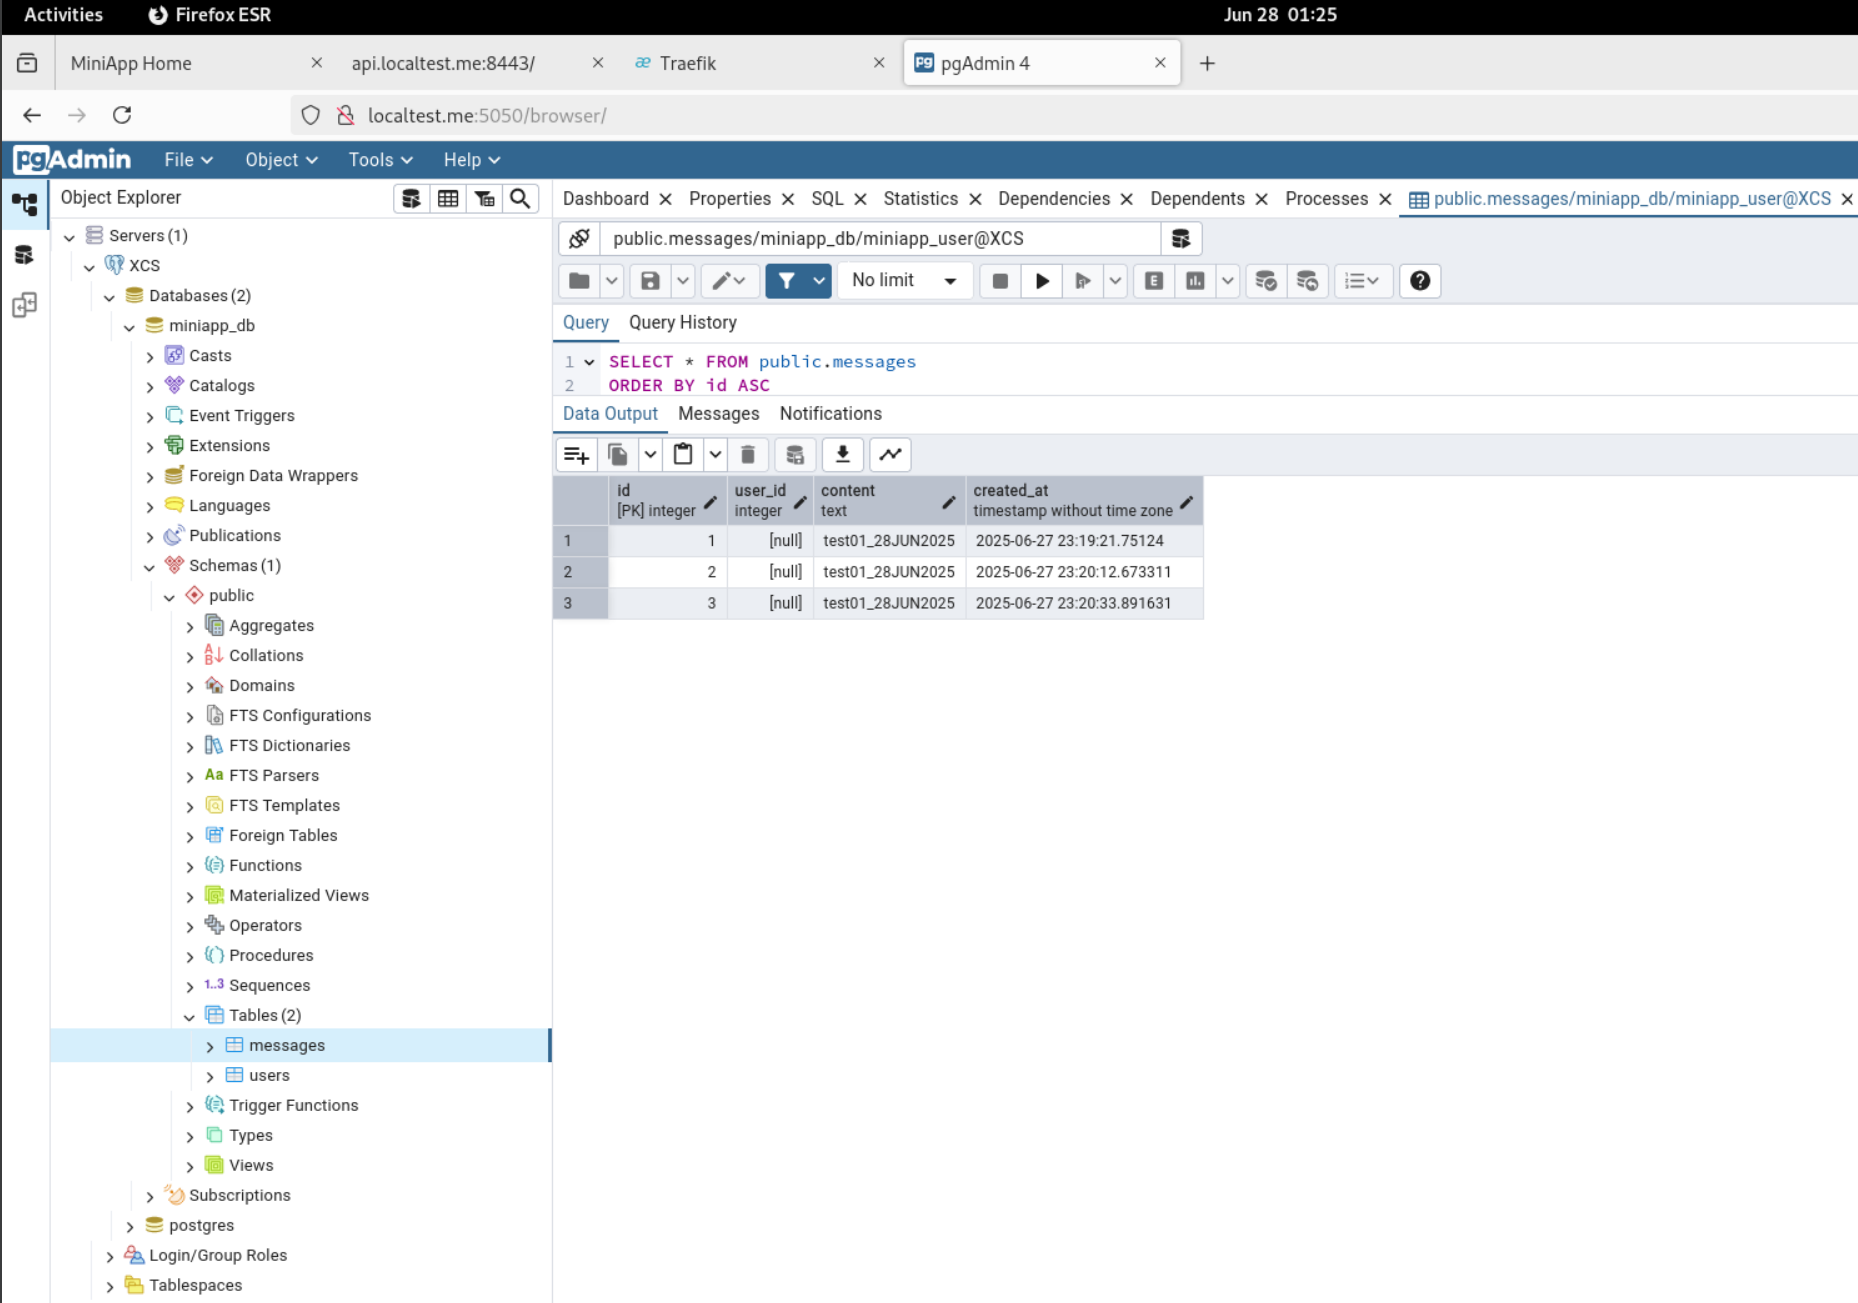 Activities Firefox ESR Jun 28 01:25
MiniApp Home api.localtest.me:8443/ Traefik pgAdmin 4
localtest.me:5050/browser/
pgAdmin File Object Tools Help
Object Explorer
Dashboard Properties SQL Statistics Dependencies Dependents Processes public.messages/miniapp_db/miniapp_user@XCS
Servers (1)
XCS
Databases (2)
miniapp_db
Casts
Catalogs
Event Triggers
Extensions
Foreign Data Wrappers
Languages
Publications
Schemas (1)
public
Aggregates
Collations
Domains
FTS Configurations
FTS Dictionaries
Aa FTS Parsers
FTS Templates
Foreign Tables
Functions
Materialized Views
Operators
Procedures
1..3 Sequences
Tables (2)
messages
users
Trigger Functions
Types
Views
Subscriptions
postgres
Login/Group Roles
Tablespaces
public.messages/miniapp_db/miniapp_user@XCS
No limit E
Query Query History
1 SELECT * FROM public.messages
2 ORDER BY id ASC
Data Output Messages Notifications
id user_id content created_at
[PK] integer integer text timestamp without time zone
1 1 [null] test01_28JUN2025 2025-06-27 23:19:21.75124
2 2 [null] test01_28JUN2025 2025-06-27 23:20:12.673311
3 3 [null] test01_28JUN2025 2025-06-27 23:20:33.891631